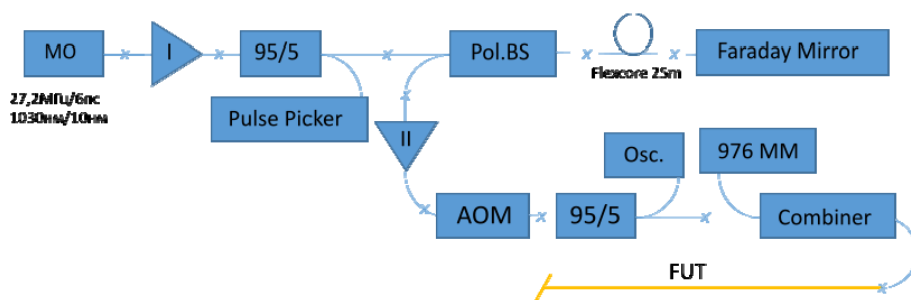 MO
I
95/5
Pol.BS
Faraday Mirror
Flexcore 25m
27,2МГц/6пс
1030нм/10нм
Pulse Picker
II
Osc.
976 MM
AOM
95/5
Combiner
FUT